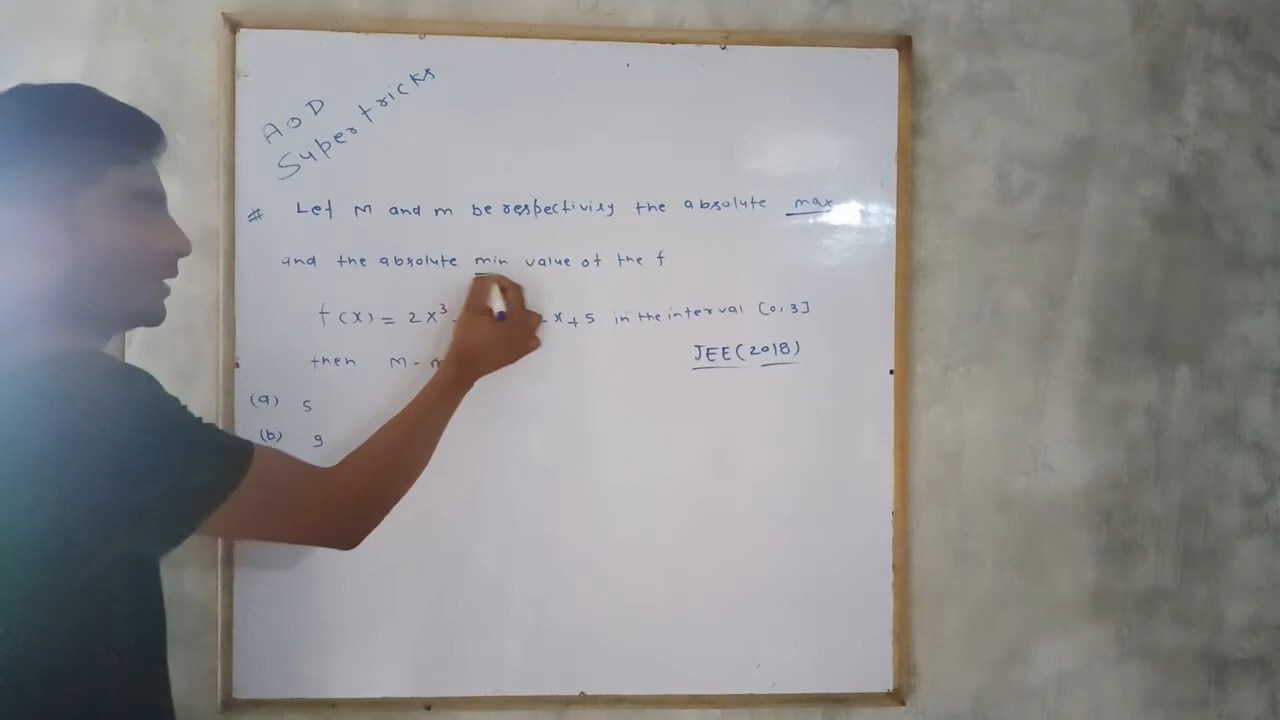 AOD
Super tricks
# Let M and m be respectivily the absolute max
and the absolute min value of the f
f(x) = 2x³ - x + 5 in the interval [0, 3]
then M -
JEE(2018)
(a) 5
(b) 9